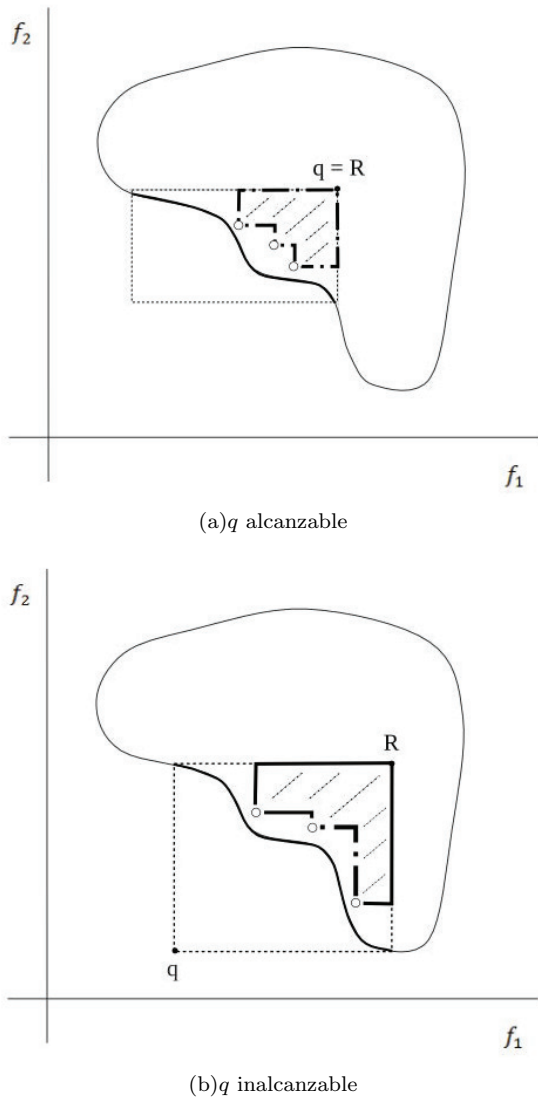 f₂
q = R
f₁
(a)q alcanzable
f₂
R
q
f₁
(b)q inalcanzable